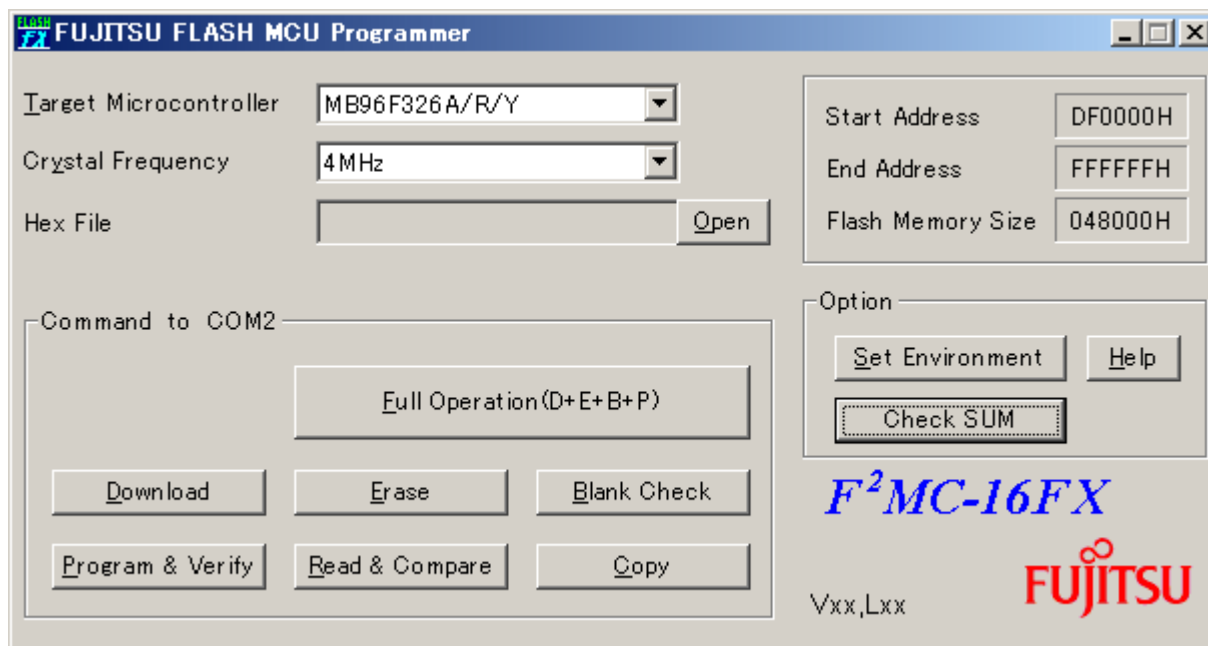 FLASH
FX
FUJITSU FLASH MCU Programmer
Target Microcontroller
MB96F326A/R/Y
Crystal Frequency
4MHz
Hex File
Open
Start Address
DF0000H
End Address
FFFFFFH
Flash Memory Size
048000H
Command to COM2
Full Operation(D+E+B+P)
Download
Erase
Blank Check
Program & Verify
Read & Compare
Copy
Option
Set Environment
Help
Check SUM
F²MC-16FX
FUJITSU
Vxx,Lxx